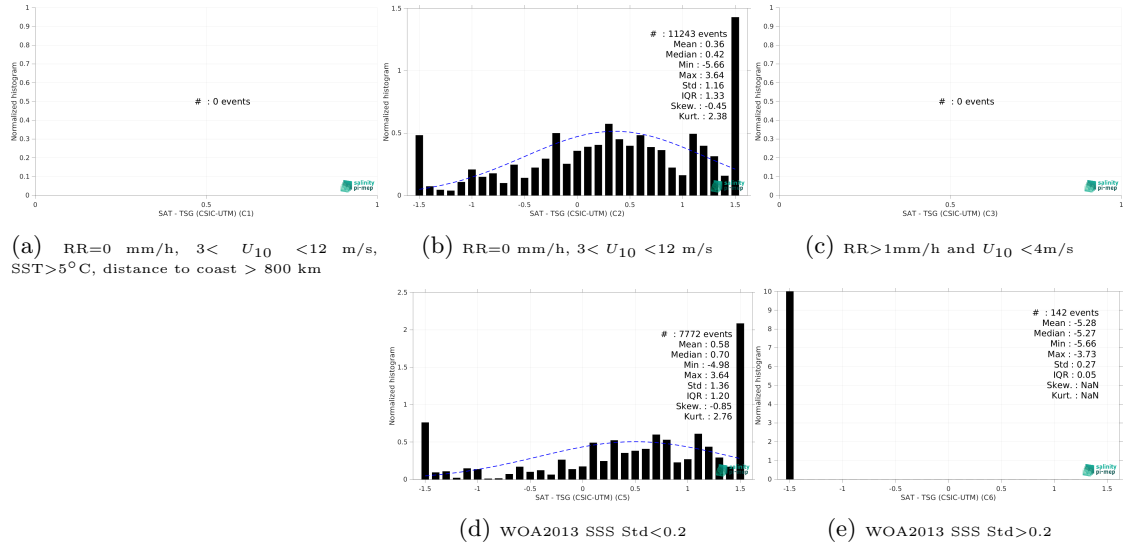 1
0.9
0.8
0.7
0.6
0.5
0.4
0.3
0.2
0.1
0
Normalized histogram
# : 0 events
salinity
pi-mep
0 0.5 1
SAT - TSG (CSIC-UTM) (C1)
(a) RR=0 mm/h, 3< U10 <12 m/s,
SST>5°C, distance to coast > 800 km
1.5
1
0.5
0
Normalized histogram
# : 11243 events
Mean : 0.36
Median : 0.42
Min : -5.66
Max : 3.64
Std : 1.16
IQR : 1.33
Skew. : -0.45
Kurt. : 2.38
salinity
pi-mep
-1.5 -1 -0.5 0 0.5 1 1.5
SAT - TSG (CSIC-UTM) (C2)
(b) RR=0 mm/h, 3< U10 <12 m/s
1
0.9
0.8
0.7
0.6
0.5
0.4
0.3
0.2
0.1
0
Normalized histogram
# : 0 events
salinity
pi-mep
0 0.5 1
SAT - TSG (CSIC-UTM) (C3)
(c) RR>1mm/h and U10 <4m/s
2.5
2
1.5
1
0.5
0
Normalized histogram
# : 7772 events
Mean : 0.58
Median : 0.70
Min : -4.98
Max : 3.64
Std : 1.36
IQR : 1.20
Skew. : -0.85
Kurt. : 2.76
salinity
pi-mep
-1.5 -1 -0.5 0 0.5 1 1.5
SAT - TSG (CSIC-UTM) (C5)
(d) WOA2013 SSS Std<0.2
10
9
8
7
6
5
4
3
2
1
0
Normalized histogram
# : 142 events
Mean : -5.28
Median : -5.27
Min : -5.66
Max : -3.73
Std : 0.27
IQR : 0.05
Skew. : NaN
Kurt. : NaN
salinity
pi-mep
-1.5 -1 -0.5 0 0.5 1 1.5
SAT - TSG (CSIC-UTM) (C6)
(e) WOA2013 SSS Std>0.2